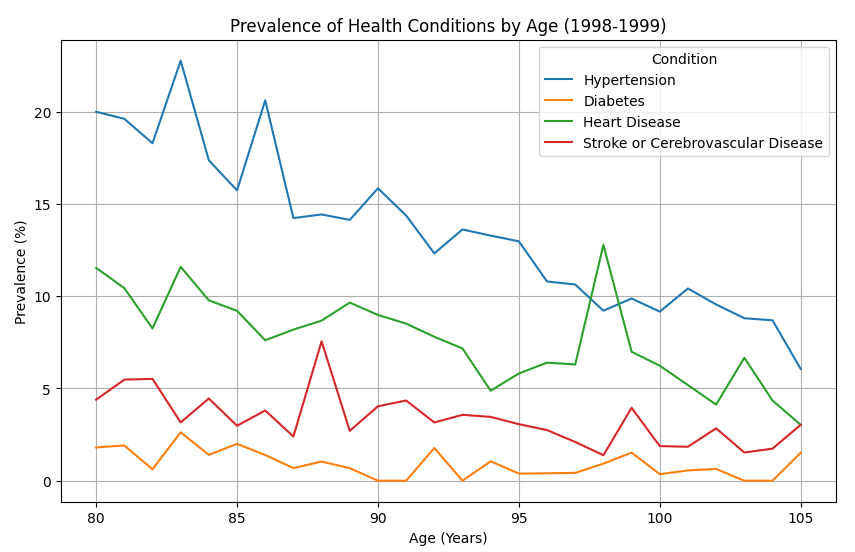 Prevalence of Health Conditions by Age (1998-1999)
Condition
Hypertension
Diabetes
Heart Disease
Stroke or Cerebrovascular Disease
Prevalence (%)
20
15
10
5
0
80 85 90 95 100 105
Age (Years)